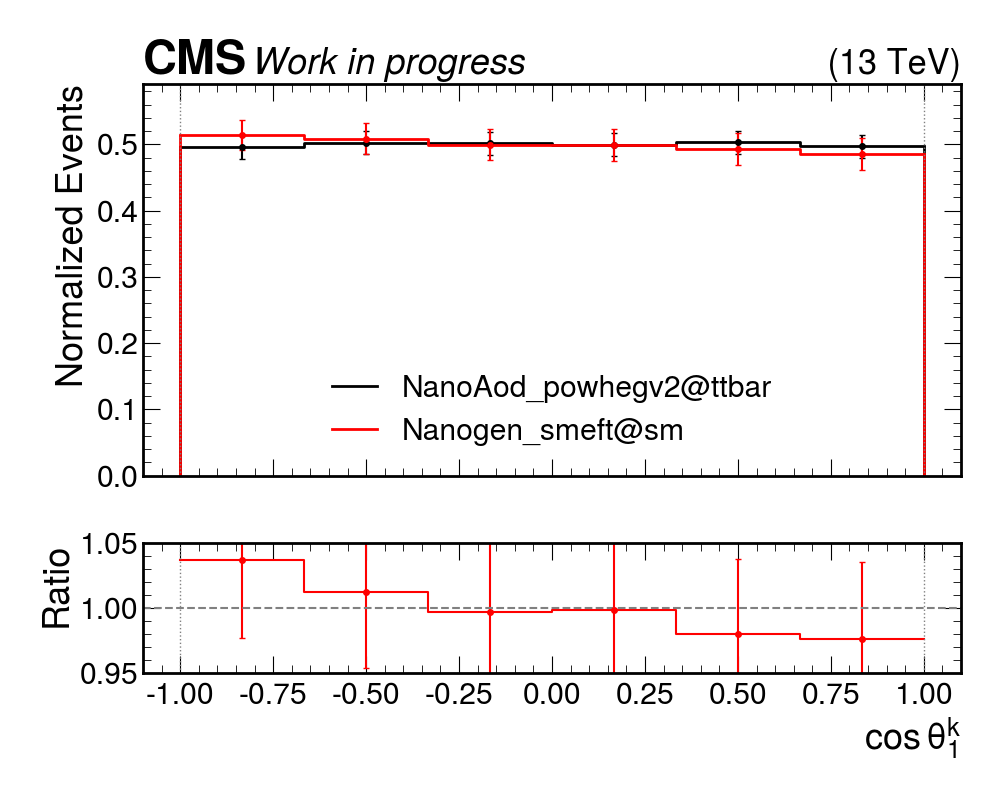 CMS Work in progress (13 TeV)
Normalized Events
0.5
0.4
0.3
0.2
0.1
0.0
NanoAod_powhegv2@ttbar
Nanogen_smeft@sm
Ratio
1.05
1.00
0.95
-1.00 -0.75 -0.50 -0.25 0.00 0.25 0.50 0.75 1.00
cos θ₁ᵏ